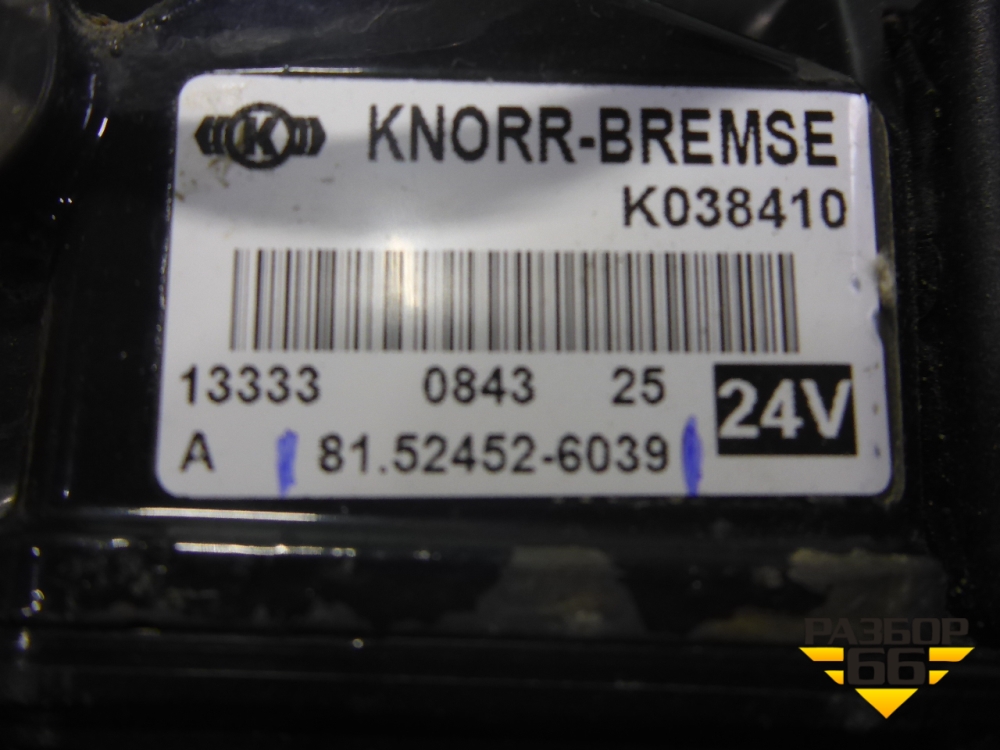 K KNORR-BREMSE
K038410
13333 0843 25
24V
A 81.52452-6039
РАЗБОР
66